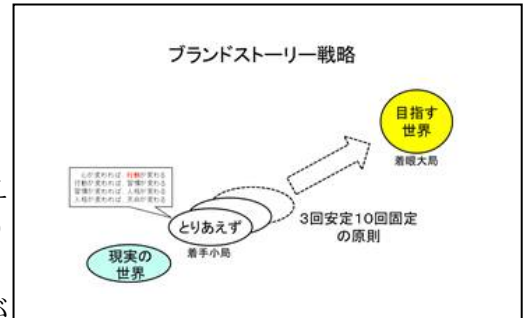 ブランドストーリー戦略
目指す
世界
着眼大局
心が変われば、行動が変わる
行動が変われば、習慣が変わる
習慣が変われば、人格が変わる
人格が変われば、天命が変わる
とりあえず
3回安定10回固定
の原則
着手小局
現実の
世界
が